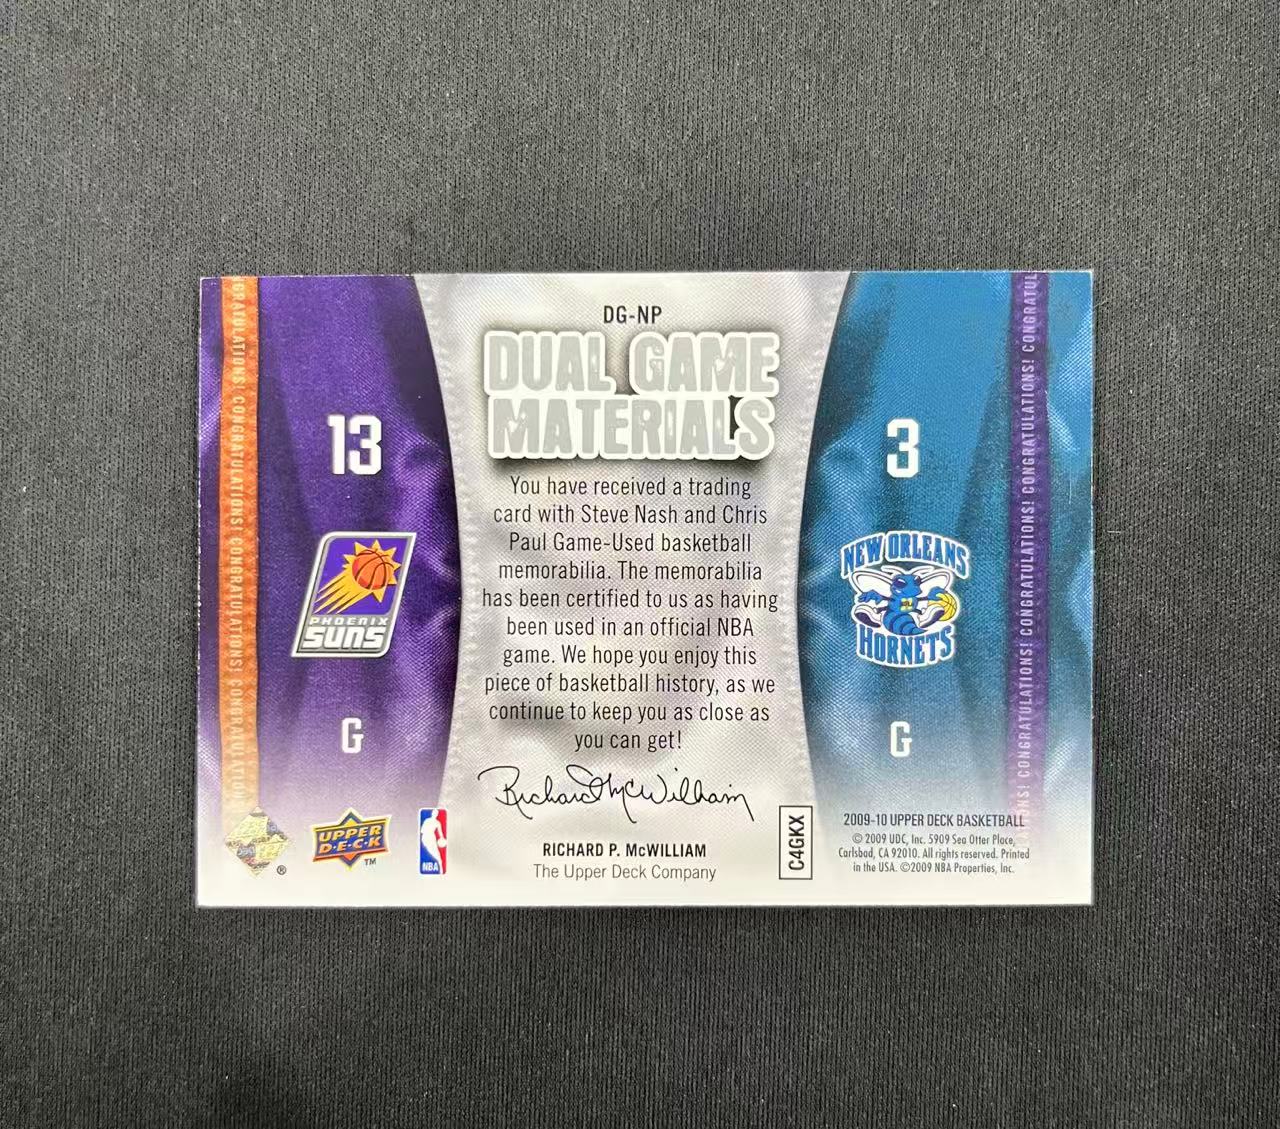 DG-NP
DUAL GAME
MATERIALS
You have received a trading
card with Steve Nash and Chris
Paul Game-Used basketball
memorabilia. The memorabilia
has been certified to us as having
been used in an official NBA
game. We hope you enjoy this
piece of basketball history, as we
continue to keep you as close as
you can get!
Richard McWilliam
RICHARD P. McWILLIAM
The Upper Deck Company
GRATULATIONS! CONGRATULATIONS! CONGRATULATIONS! CONGRATULATION
13
PHOENIX
SUNS
G
®
UPPER
D·E·C·K
TM
NBA
C4GKX
3
NEW ORLEANS
HORNETS
G
CONGRATULATIONS! CONGRATULATIONS! CONGRATULATIONS! CONGRATUL
2009-10 UPPER DECK BASKETBALL
© 2009 UDC, Inc. 5909 Sea Otter Place,
Carlsbad, CA 92010. All rights reserved. Printed
in the USA. ©2009 NBA Properties, Inc.